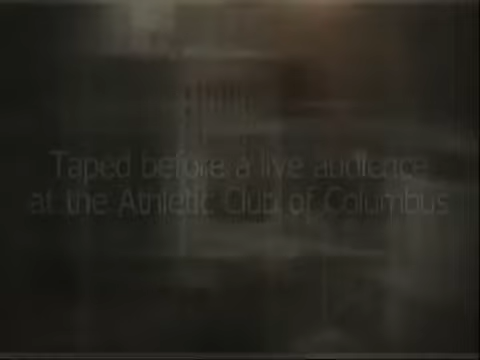 Taped before a live audience
at the Athletic Club of Columbus